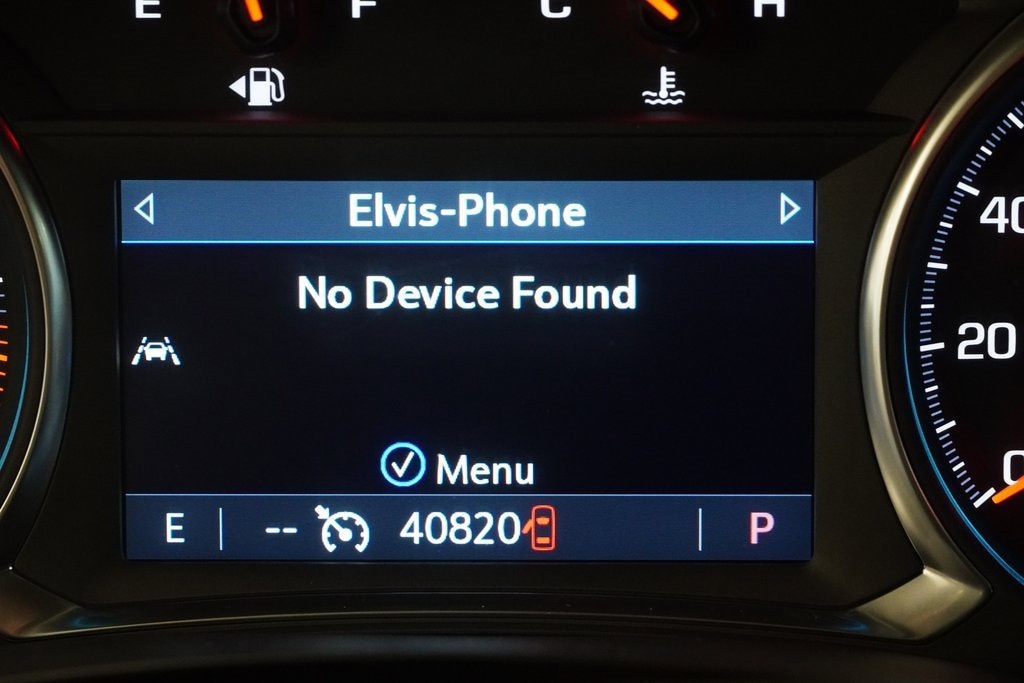 E F C H
Elvis-Phone
No Device Found
Menu
E -- 40820 P
40
20
0